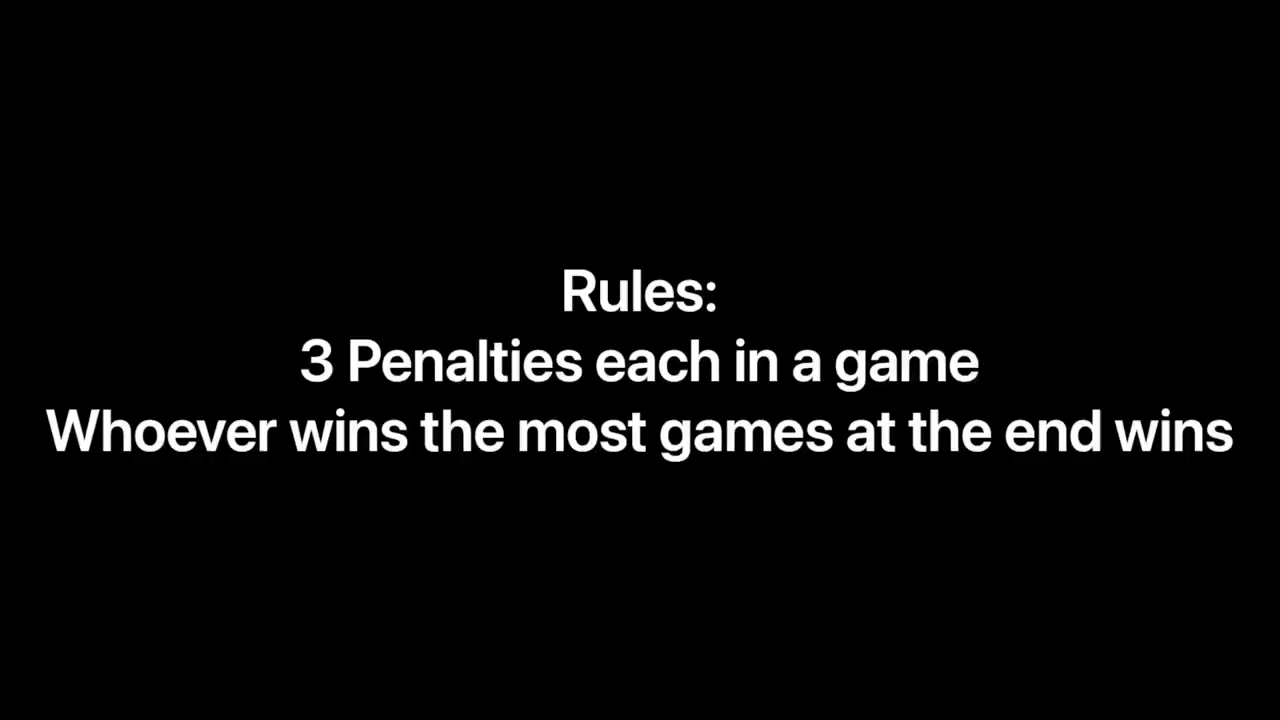 Rules:
3 Penalties each in a game
Whoever wins the most games at the end wins